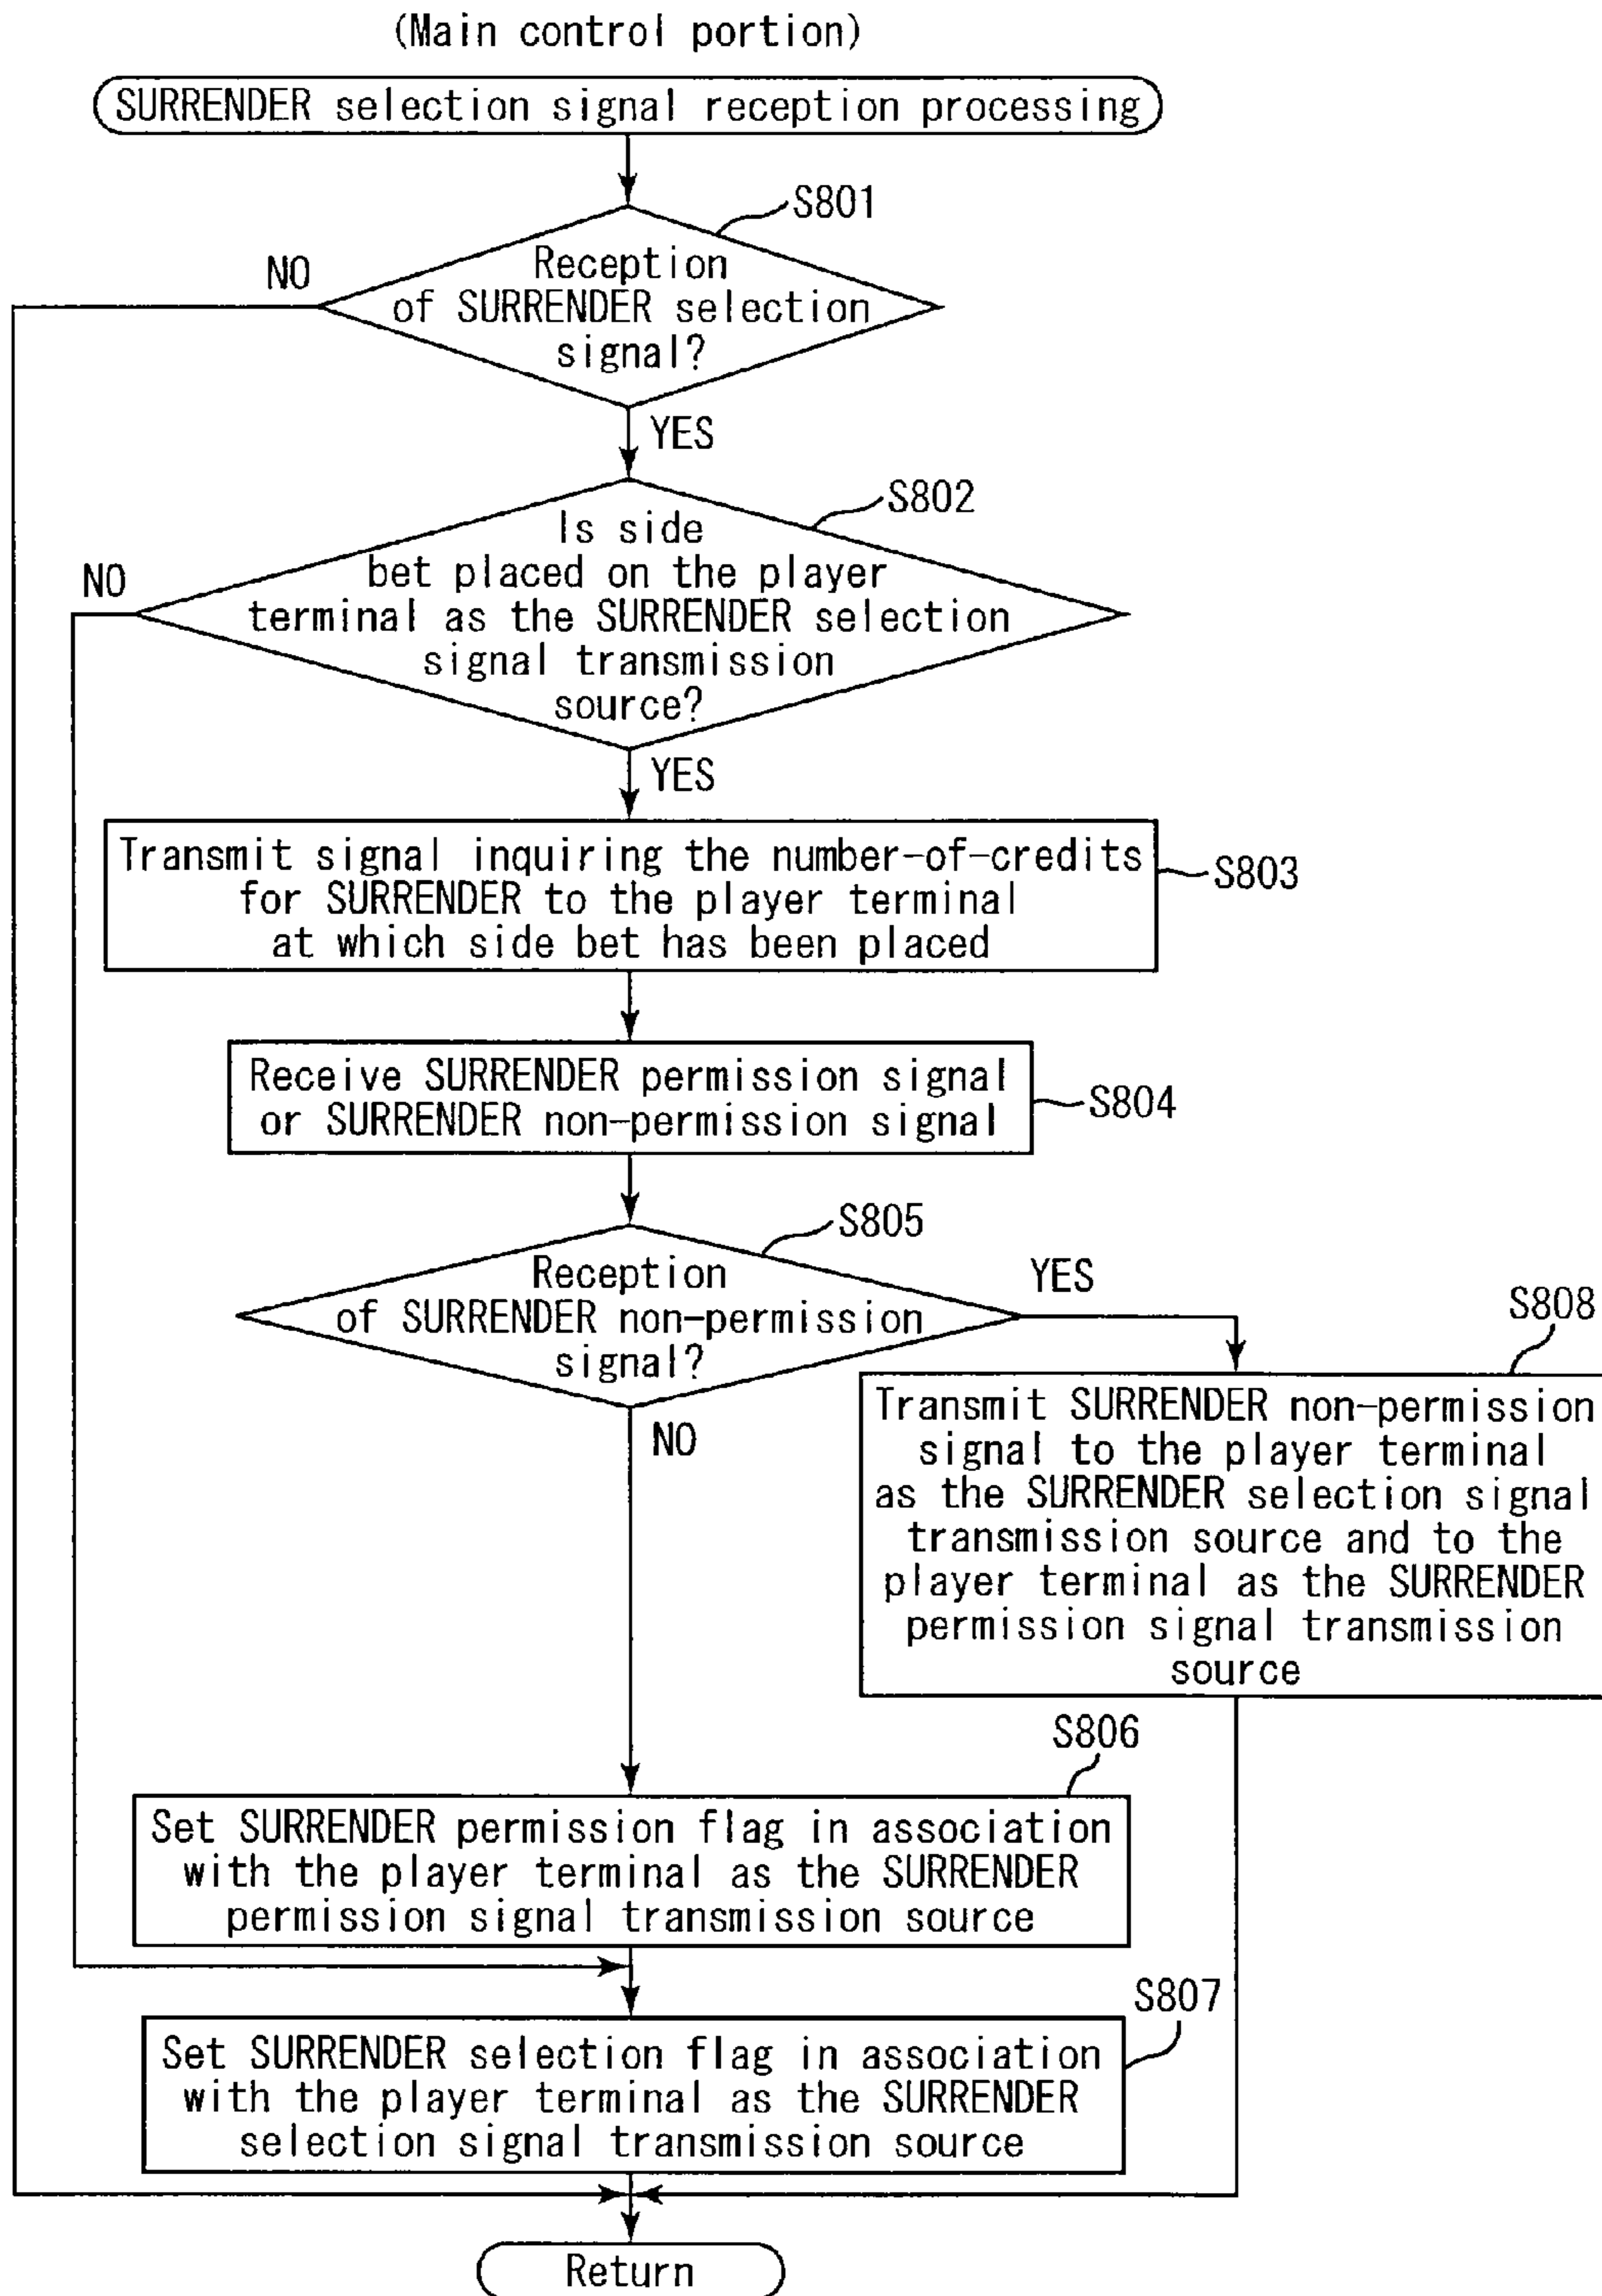 (Main control portion)
SURRENDER selection signal reception processing
S801
NO
Reception
of SURRENDER selection
signal?
YES
S802
NO
Is side
bet placed on the player
terminal as the SURRENDER selection
signal transmission
source?
YES
Transmit signal inquiring the number-of-credits
for SURRENDER to the player terminal
at which side bet has been placed
S803
Receive SURRENDER permission signal
or SURRENDER non-permission signal
S804
S805
Reception
of SURRENDER non-permission
signal?
YES
NO
S808
Transmit SURRENDER non-permission
signal to the player terminal
as the SURRENDER selection signal
transmission source and to the
player terminal as the SURRENDER
permission signal transmission
source
S806
Set SURRENDER permission flag in association
with the player terminal as the SURRENDER
permission signal transmission source
S807
Set SURRENDER selection flag in association
with the player terminal as the SURRENDER
selection signal transmission source
Return